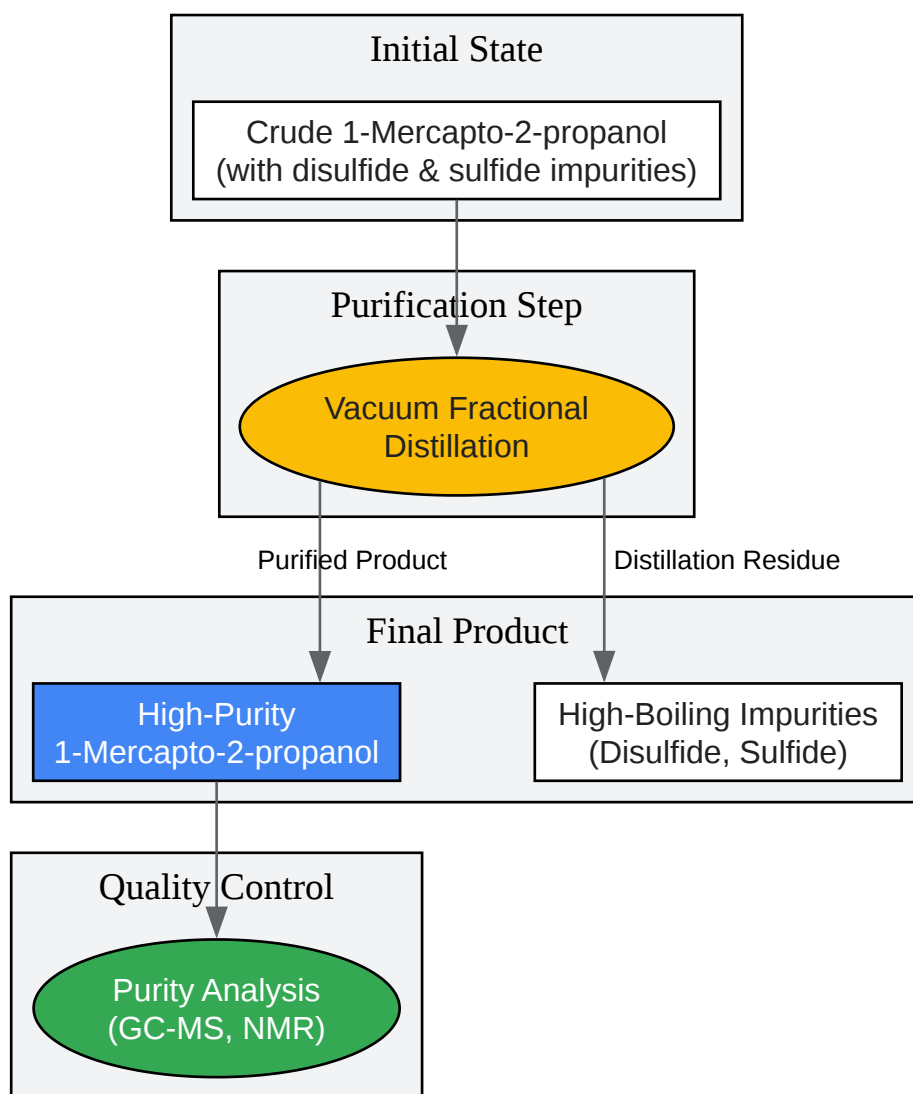 Initial State
Crude 1-Mercapto-2-propanol
(with disulfide & sulfide impurities)
Purification Step
Vacuum Fractional
Distillation
Purified Product
Distillation Residue
Final Product
High-Purity
1-Mercapto-2-propanol
High-Boiling Impurities
(Disulfide, Sulfide)
Quality Control
Purity Analysis
(GC-MS, NMR)